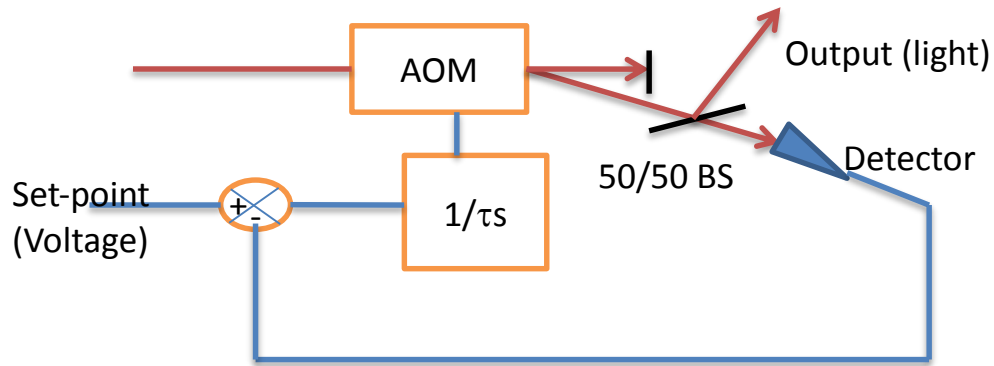 AOM
Output (light)
50/50 BS
Detector
Set-point
(Voltage)
+
-
1/τs